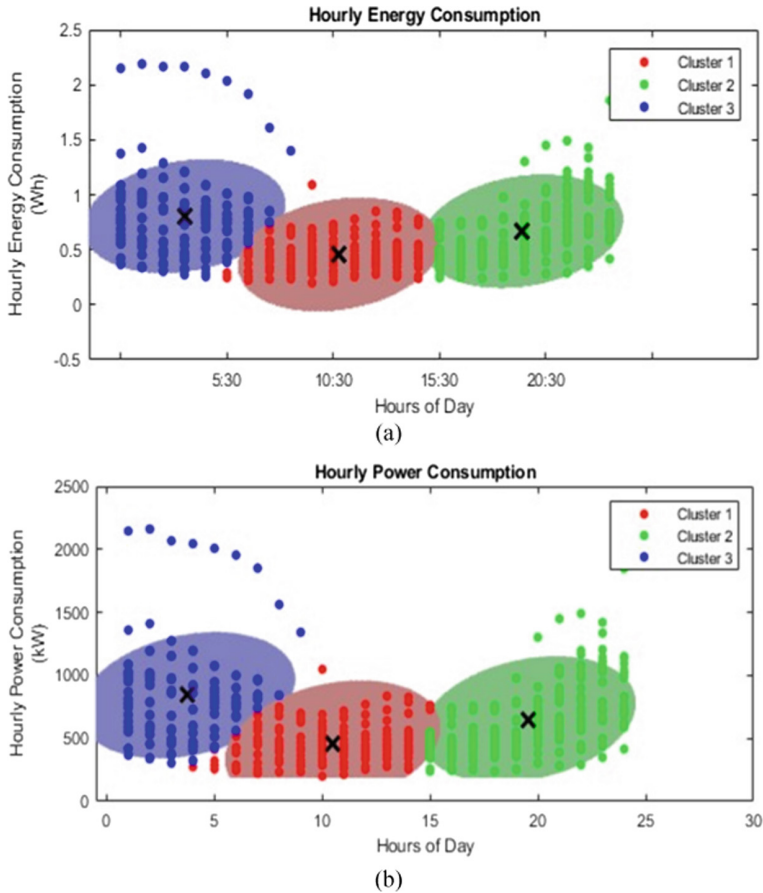 Hourly Energy Consumption
2.5
2
1.5
1
0.5
0
-0.5
Hourly Energy Consumption
(Wh)
Cluster 1
Cluster 2
Cluster 3
5:30
10:30
15:30
20:30
Hours of Day
(a)
Hourly Power Consumption
2500
2000
1500
1000
500
0
Hourly Power Consumption
(kW)
Cluster 1
Cluster 2
Cluster 3
0
5
10
15
20
25
30
Hours of Day
(b)